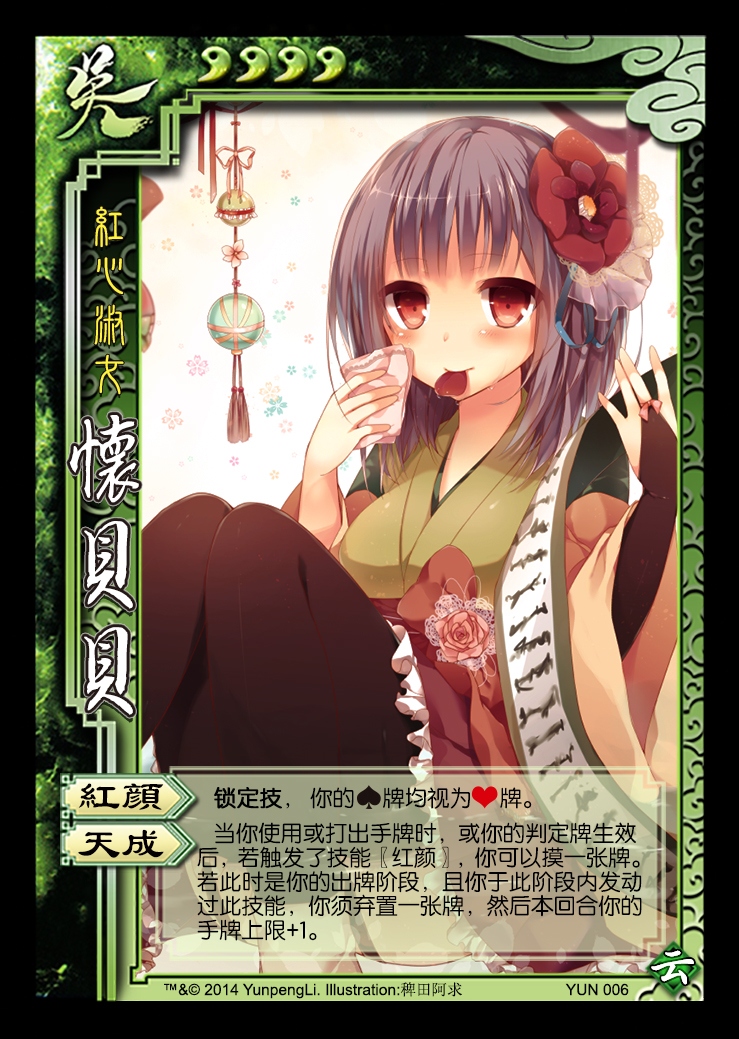 吴
紅心淑女
懷貝貝
紅顔
锁定技，你的♠牌均视为♥牌。
天成
当你使用或打出手牌时，或你的判定牌生效
后，若触发了技能〖红颜〗，你可以摸一张牌。
若此时是你的出牌阶段，且你于此阶段内发动
过此技能，你须弃置一张牌，然后本回合你的
手牌上限+1。
云
™&© 2014 YunpengLi. Illustration:稗田阿求
YUN 006